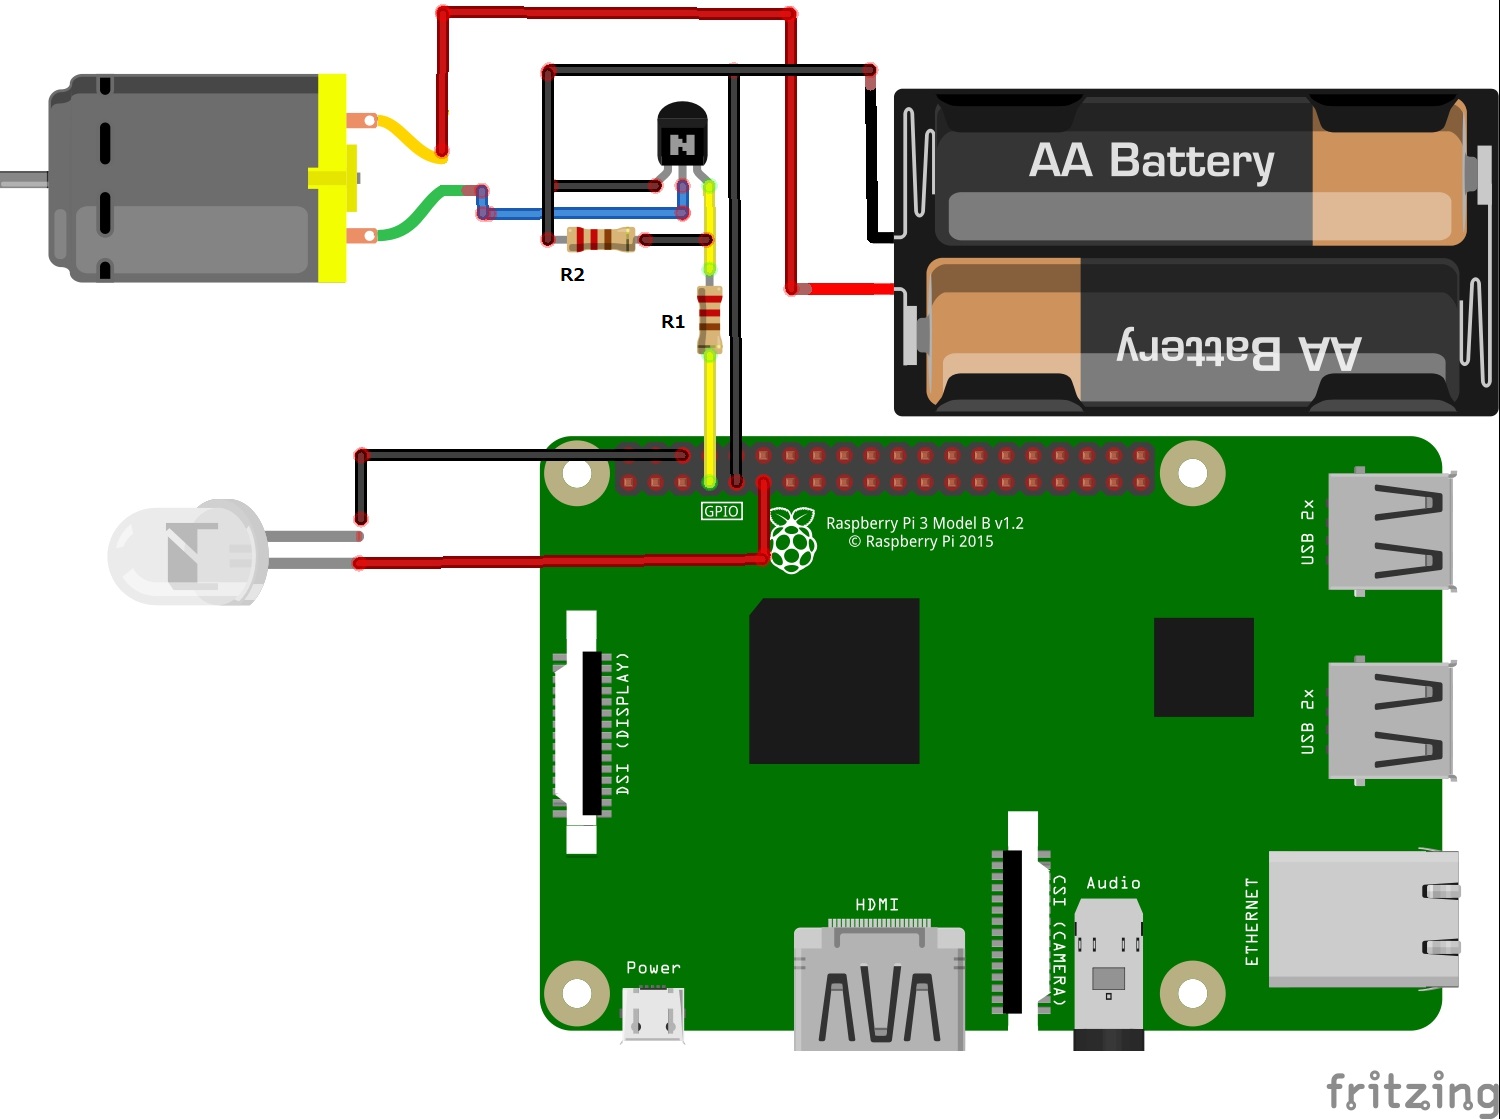 N
AA Battery
R2
R1
AA Battery
GPIO
Raspberry Pi 3 Model B v1.2
© Raspberry Pi 2015
USB 2x
DSI (DISPLAY)
USB 2x
Audio
HDMI
CSI (CAMERA)
ETHERNET
Power
fritzing